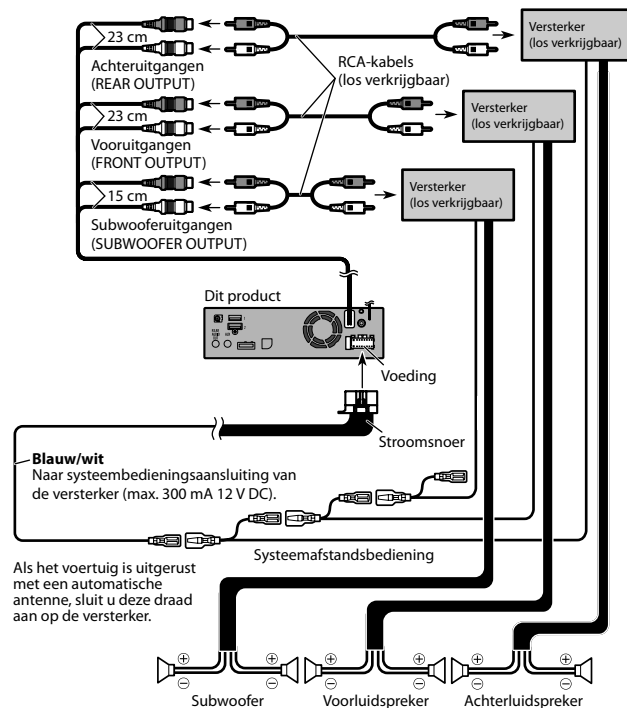 23 cm
Achteruitgangen
(REAR OUTPUT)
23 cm
Vooruitgangen
(FRONT OUTPUT)
15 cm
Subwooferuitgangen
(SUBWOOFER OUTPUT)
RCA-kabels
(los verkrijgbaar)
Versterker
(los verkrijgbaar)
Versterker
(los verkrijgbaar)
Versterker
(los verkrijgbaar)
Dit product
1
2
Voeding
Stroomsnoer
Blauw/wit
Naar systeembedieningsaansluiting van
de versterker (max. 300 mA 12 V DC).
Systeemafstandsbediening
Als het voertuig is uitgerust
met een automatische
antenne, sluit u deze draad
aan op de versterker.
+ + + + + +
− − − − − −
Subwoofer
Voorluidspreker
Achterluidspreker